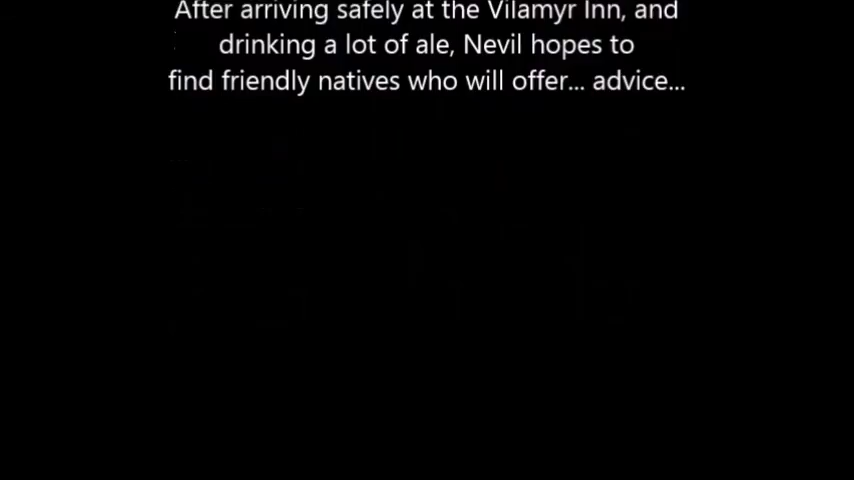 After arriving safely at the Vilamyr Inn, and
drinking a lot of ale, Nevil hopes to
find friendly natives who will offer... advice...